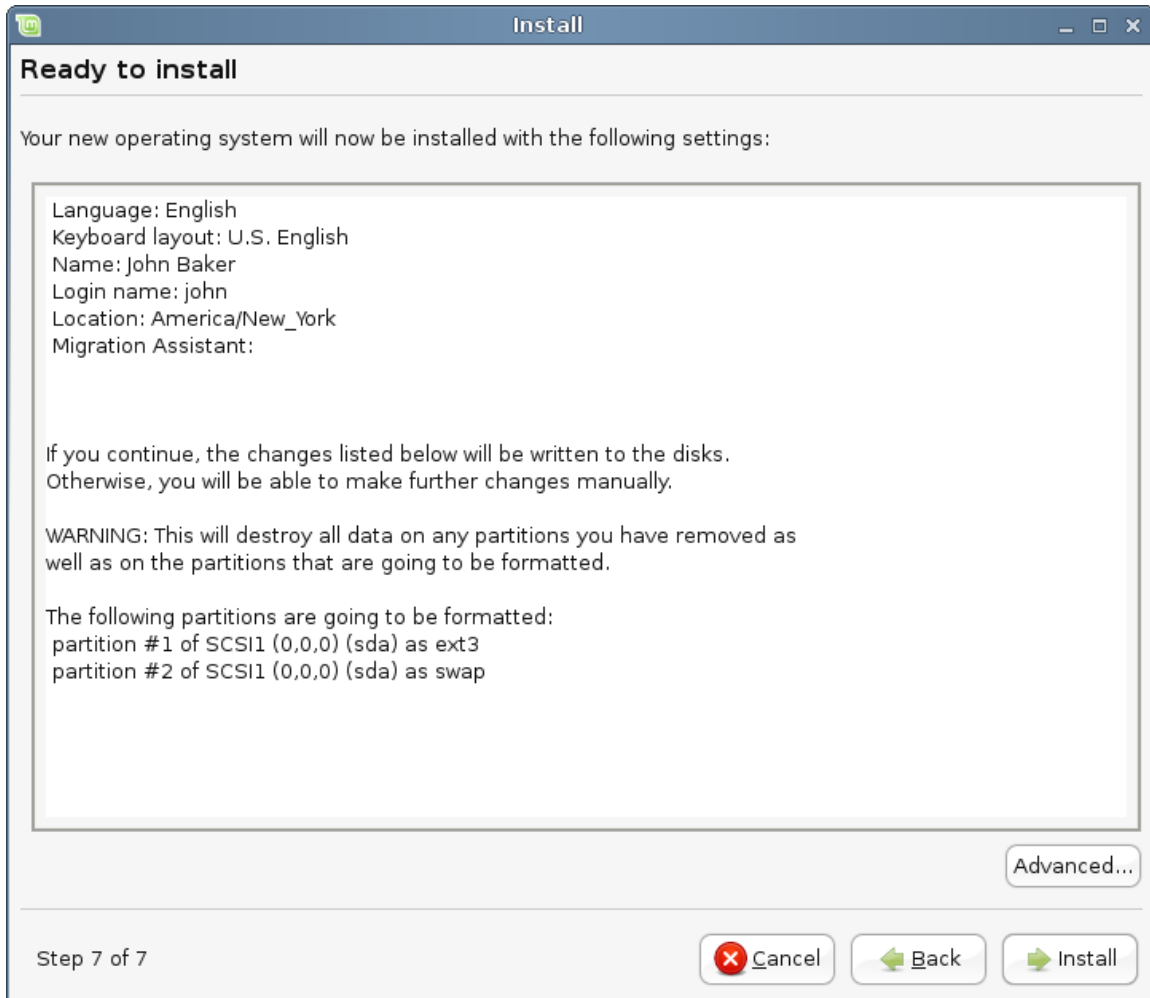 Install
Ready to install
Your new operating system will now be installed with the following settings:
Language: English
Keyboard layout: U.S. English
Name: John Baker
Login name: john
Location: America/New_York
Migration Assistant:
If you continue, the changes listed below will be written to the disks.
Otherwise, you will be able to make further changes manually.
WARNING: This will destroy all data on any partitions you have removed as
well as on the partitions that are going to be formatted.
The following partitions are going to be formatted:
partition #1 of SCSI1 (0,0,0) (sda) as ext3
partition #2 of SCSI1 (0,0,0) (sda) as swap
Advanced...
Step 7 of 7
Cancel
Back
Install